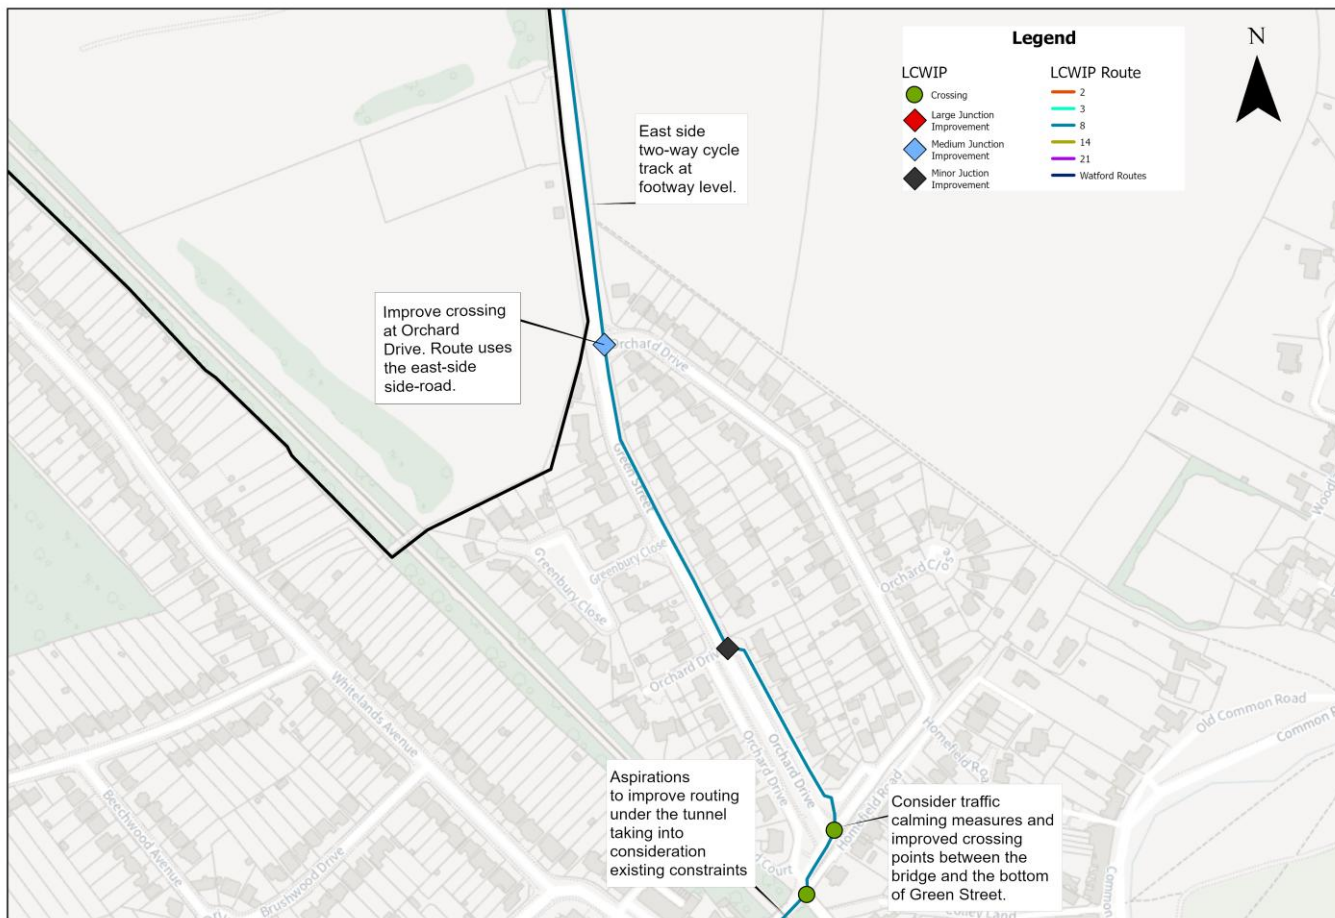 Legend
N
LCWIP
Crossing
Large Junction
Improvement
Medium Junction
Improvement
Minor Juction
Improvement
LCWIP Route
2
3
8
14
21
Watford Routes
East side
two-way cycle
track at
footway level.
Improve crossing
at Orchard
Drive. Route uses
the east-side
side-road.
Orchard Drive
Green Street
Greenbury Close
Greenbury Close
Orchard Close
Orchard Drive
Orchard Drive
Orchard Drive
Whitelands Avenue
Beechwood Avenue
Brushwood Drive
Homefield Road
Homefield Ro
Old Common Road
Common
Common
Woodl
Court
Aspirations
to improve routing
under the tunnel
taking into
consideration
existing constraints
Consider traffic
calming measures and
improved crossing
points between the
bridge and the bottom
of Green Street.